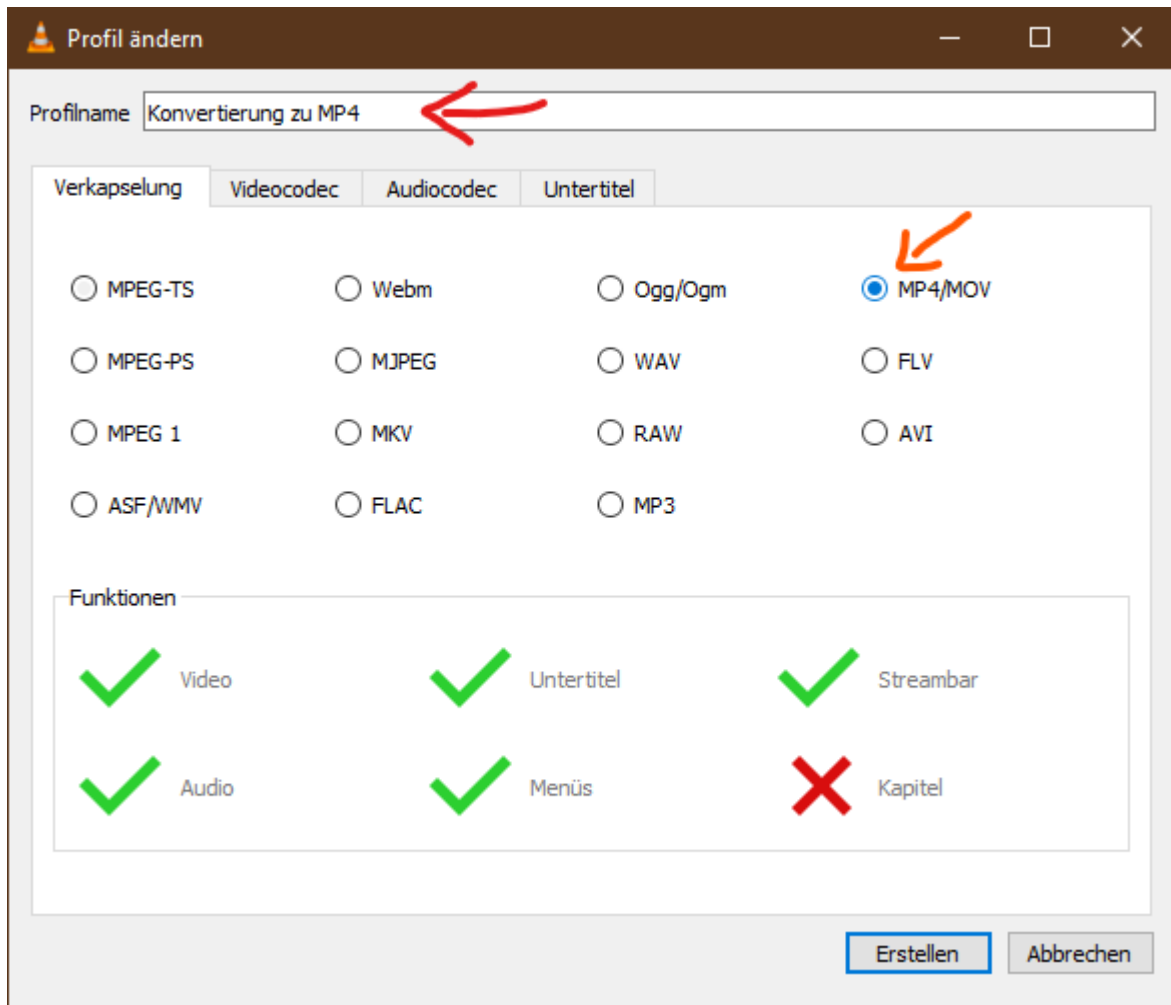 Profil ändern
Profilname Konvertierung zu MP4
Verkapselung Videocodec Audiocodec Untertitel
MPEG-TS Webm Ogg/Ogm MP4/MOV
MPEG-PS MJPEG WAV FLV
MPEG 1 MKV RAW AVI
ASF/WMV FLAC MP3
Funktionen
Video Untertitel Streambar
Audio Menüs Kapitel
Erstellen Abbrechen